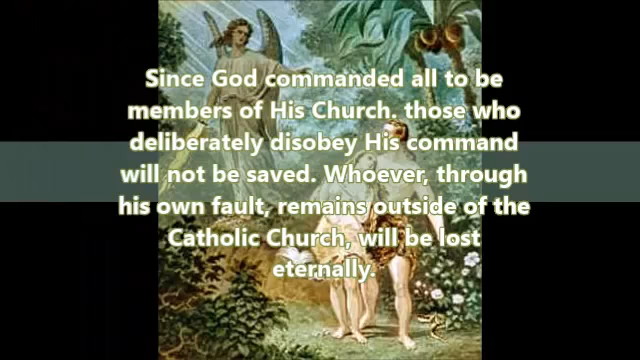 Since God commanded all to be
members of His Church. those who
deliberately disobey His command
will not be saved. Whoever, through
his own fault, remains outside of the
Catholic Church, will be lost
eternally.